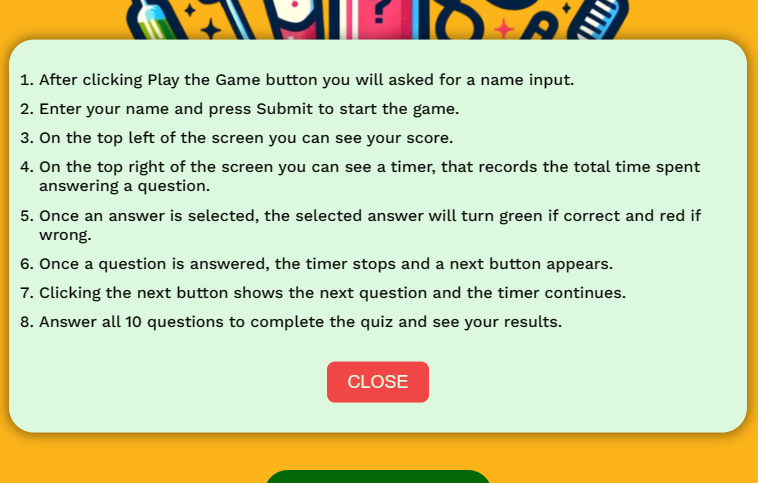 ?
1. After clicking Play the Game button you will asked for a name input.
2. Enter your name and press Submit to start the game.
3. On the top left of the screen you can see your score.
4. On the top right of the screen you can see a timer, that records the total time spent
answering a question.
5. Once an answer is selected, the selected answer will turn green if correct and red if
wrong.
6. Once a question is answered, the timer stops and a next button appears.
7. Clicking the next button shows the next question and the timer continues.
8. Answer all 10 questions to complete the quiz and see your results.
CLOSE